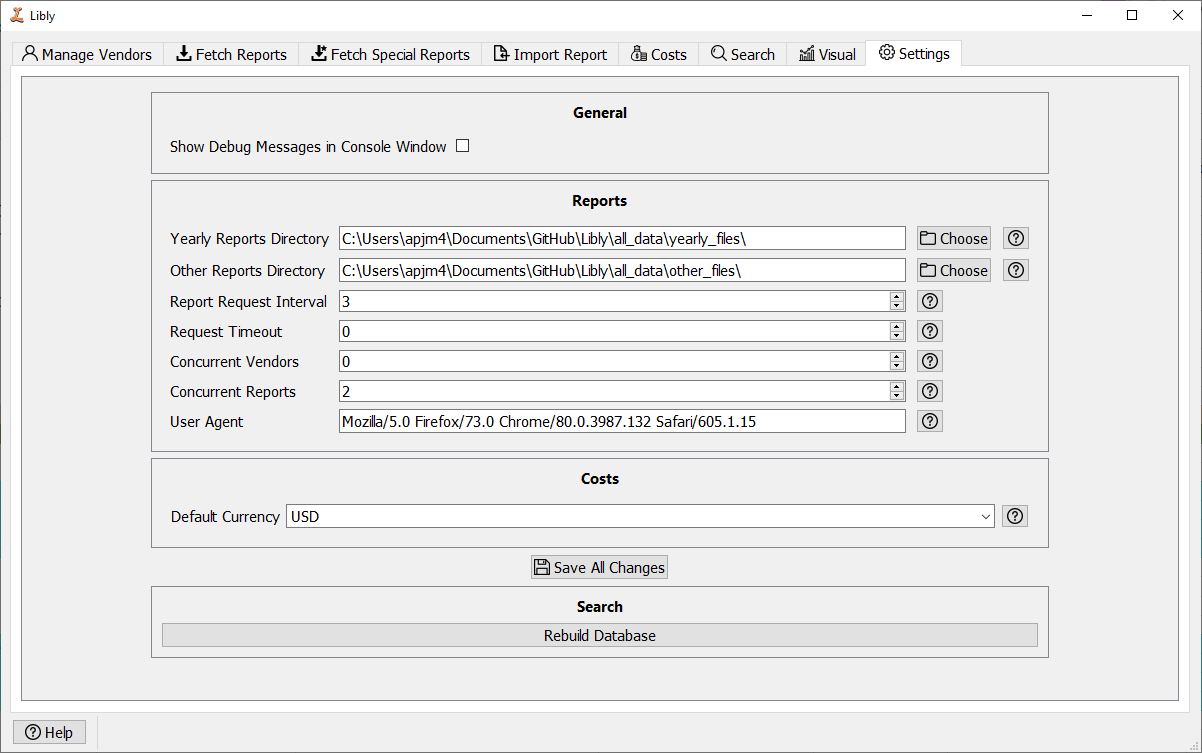 Libly
Manage Vendors Fetch Reports Fetch Special Reports Import Report Costs Search Visual Settings
General
Show Debug Messages in Console Window
Reports
Yearly Reports Directory C:\Users\apjm4\Documents\GitHub\Libly\all_data\yearly_files\ Choose
Other Reports Directory C:\Users\apjm4\Documents\GitHub\Libly\all_data\other_files\ Choose
Report Request Interval 3
Request Timeout 0
Concurrent Vendors 0
Concurrent Reports 2
User Agent Mozilla/5.0 Firefox/73.0 Chrome/80.0.3987.132 Safari/605.1.15
Costs
Default Currency USD
Save All Changes
Search
Rebuild Database
Help